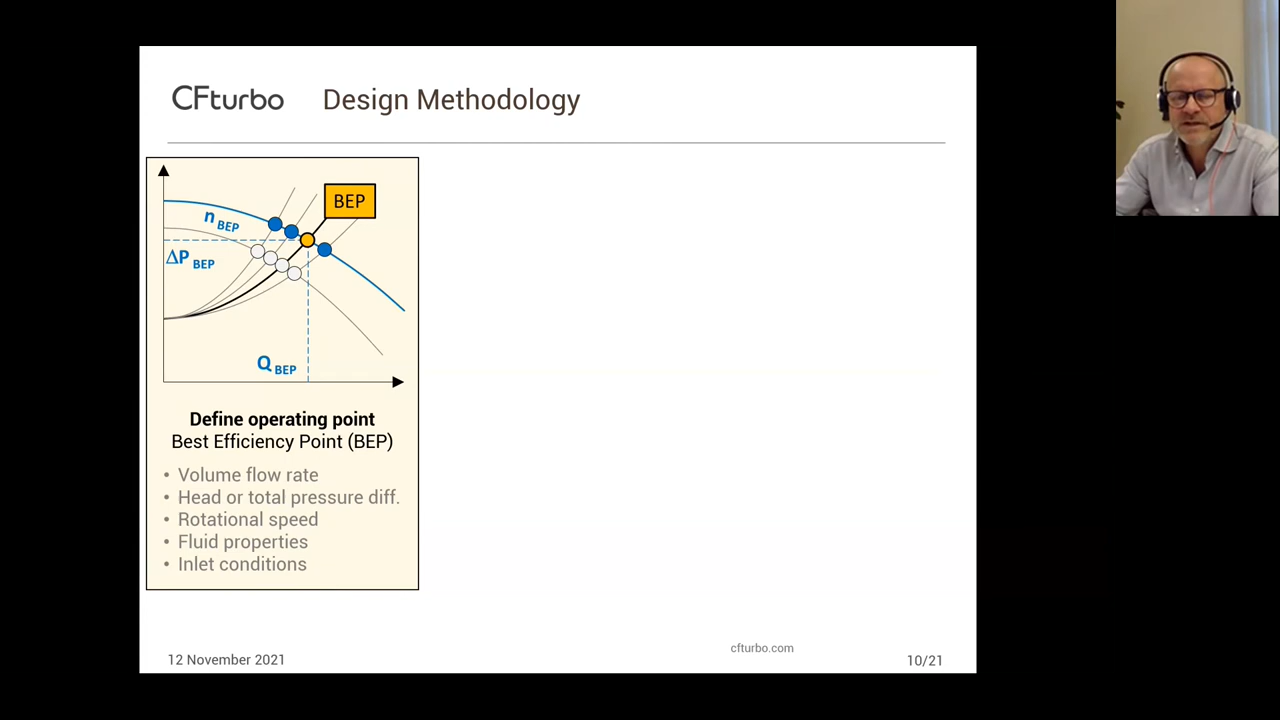 CFturbo Design Methodology
BEP
n BEP
ΔP BEP
Q BEP
Define operating point
Best Efficiency Point (BEP)
• Volume flow rate
• Head or total pressure diff.
• Rotational speed
• Fluid properties
• Inlet conditions
12 November 2021
cfturbo.com
10/21